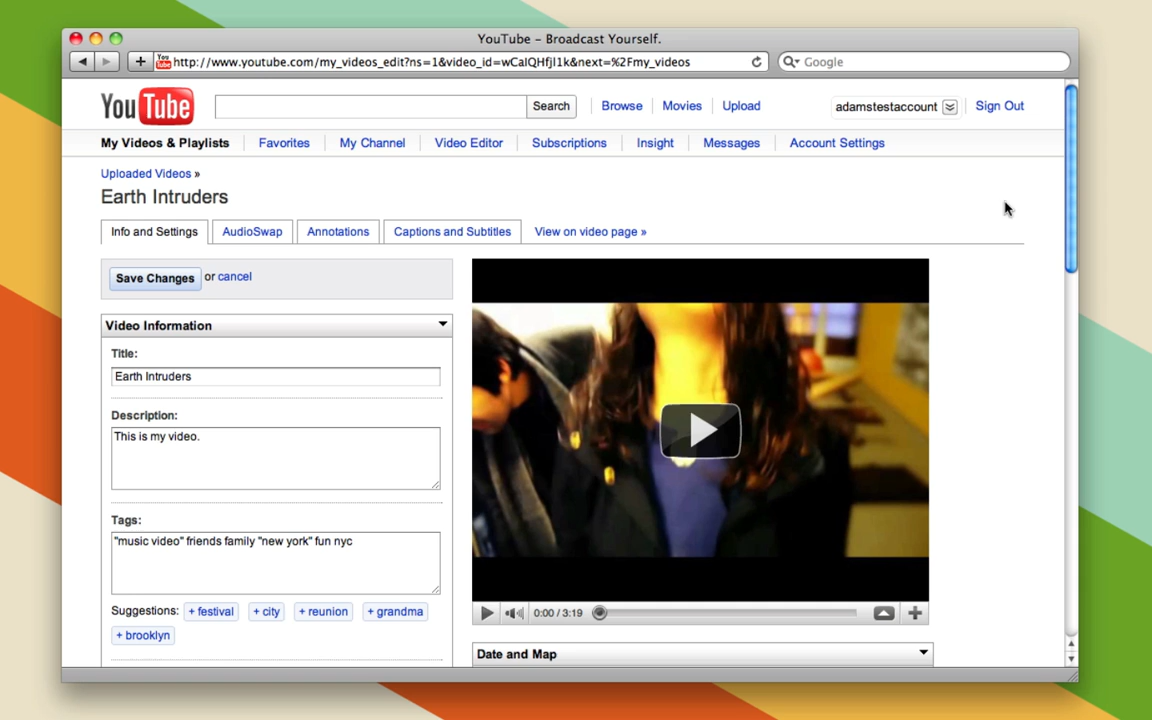 YouTube - Broadcast Yourself.
http://www.youtube.com/my_videos_edit?ns=1&video_id=wCaIQHfjI1k&next=%2Fmy_videos
Google
YouTube
Search
Browse
Movies
Upload
adamstestaccount
Sign Out
My Videos & Playlists
Favorites
My Channel
Video Editor
Subscriptions
Insight
Messages
Account Settings
Uploaded Videos »
Earth Intruders
Info and Settings
AudioSwap
Annotations
Captions and Subtitles
View on video page »
Save Changes or cancel
Video Information
Title:
Earth Intruders
Description:
This is my video.
Tags:
"music video" friends family "new york" fun nyc
Suggestions: + festival + city + reunion + grandma
+ brooklyn
0:00 / 3:19
Date and Map